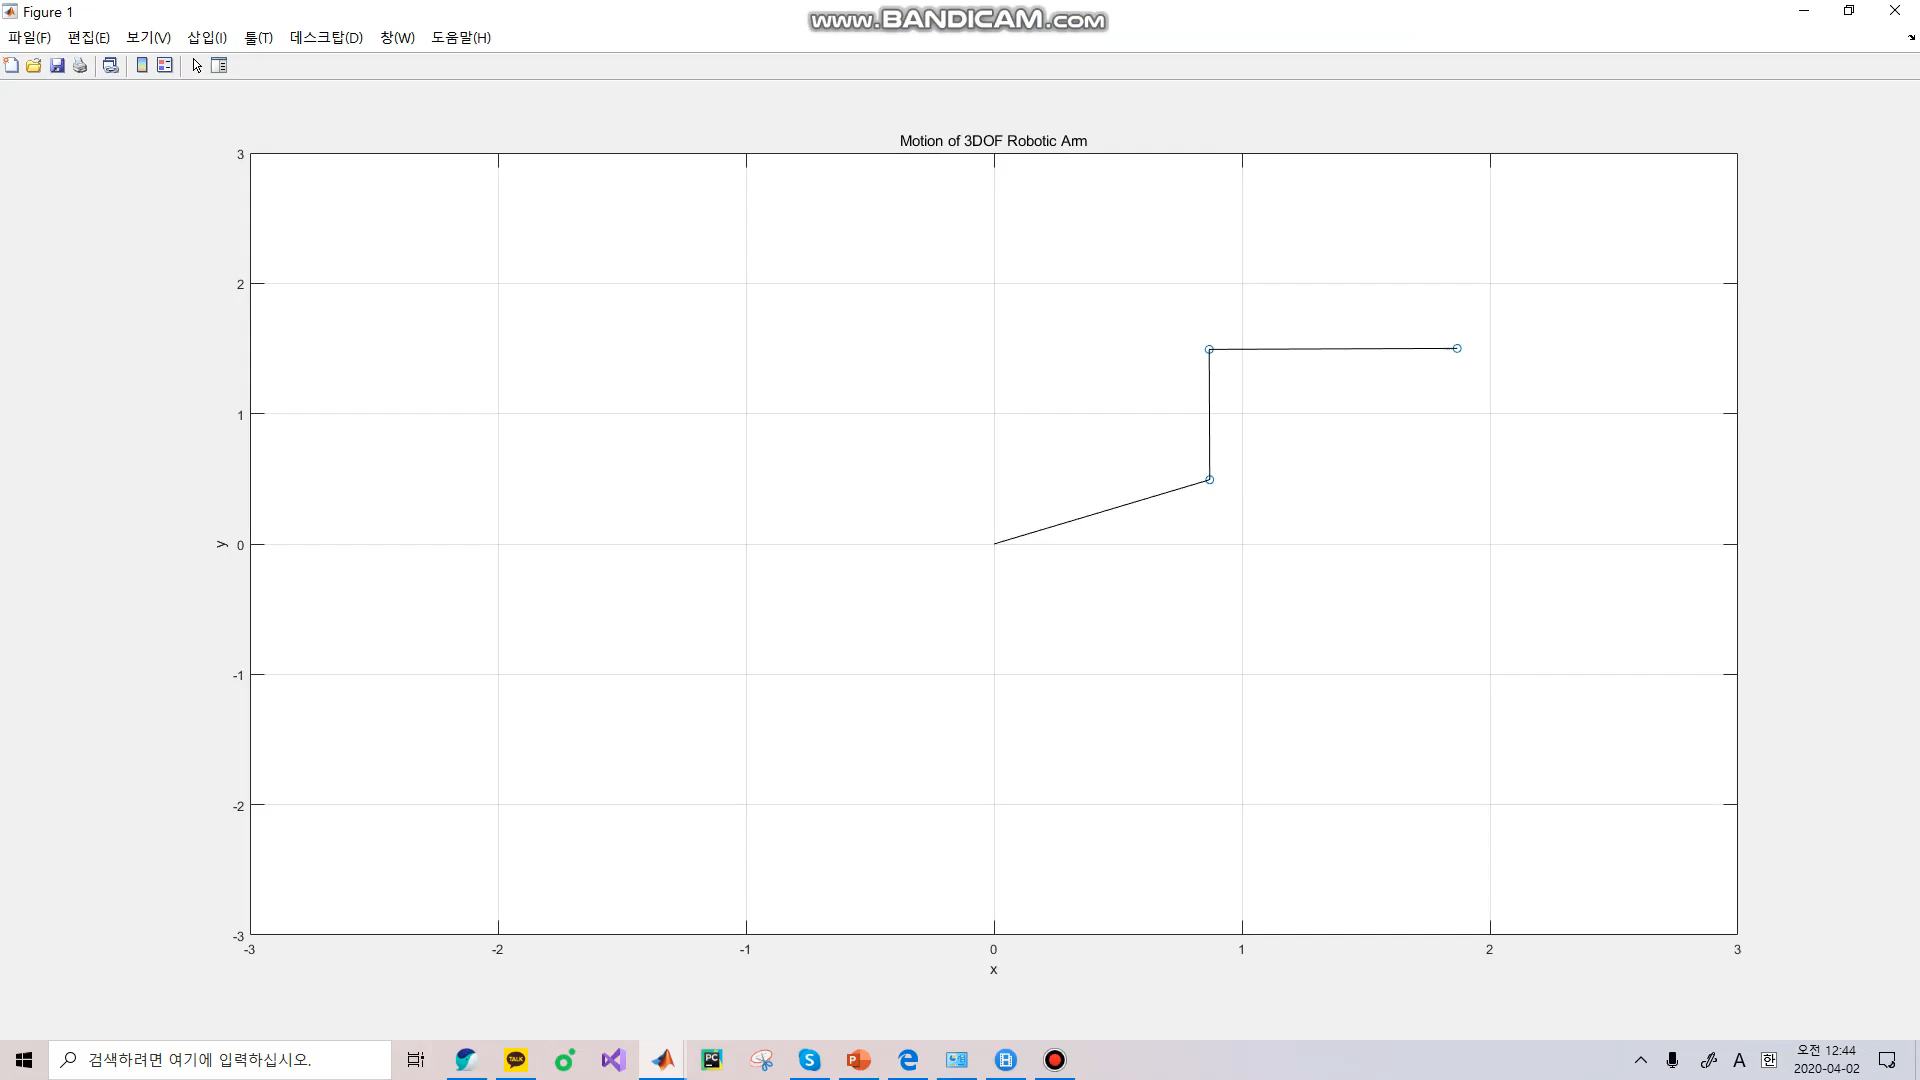 Figure 1
www.BANDICAM.com
파일(F) 편집(E) 보기(V) 삽입(I) 툴(T) 데스크탑(D) 창(W) 도움말(H)
Motion of 3DOF Robotic Arm
3
2
1
0
-1
-2
-3
y
-3 -2 -1 0 1 2 3
x
검색하려면 여기에 입력하십시오.
TALK
PC
S
P
A
한
오전 12:44
2020-04-02